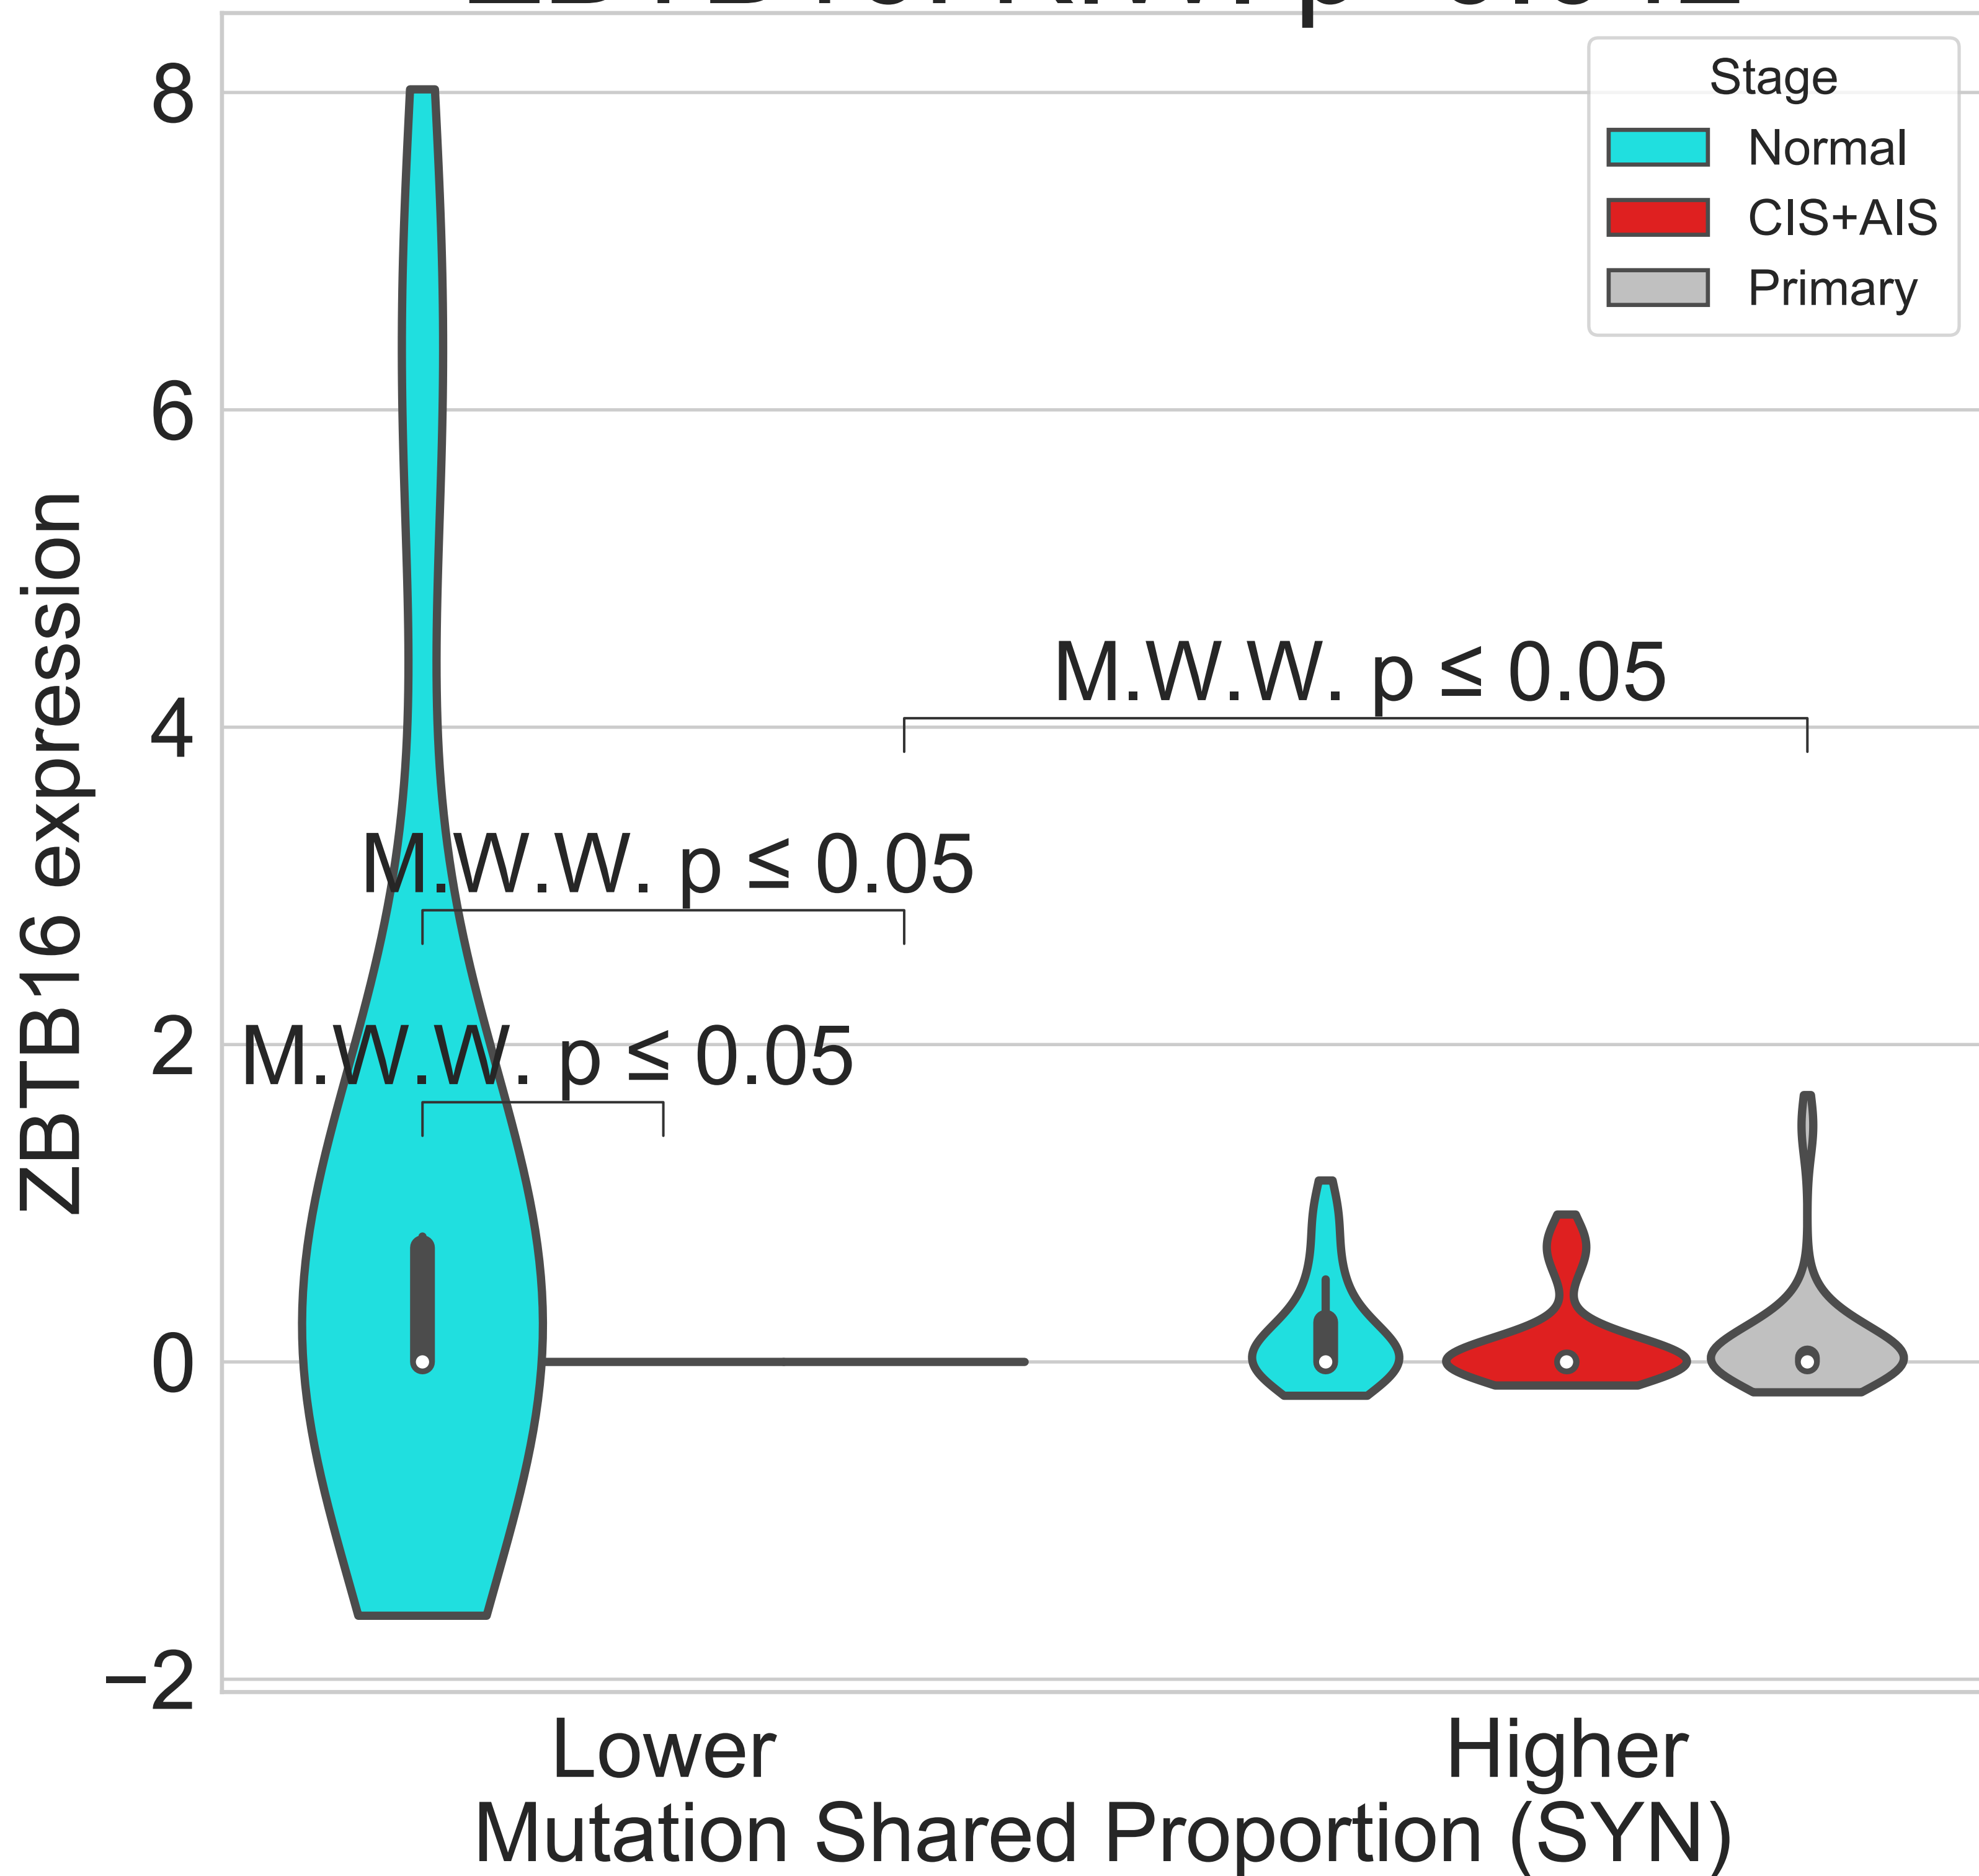 Stage
Normal
CIS+AIS
Primary
8
6
4
2
0
−2
ZBTB16 expression
M.W.W. p ≤ 0.05
M.W.W. p ≤ 0.05
M.W.W. p ≤ 0.05
Lower
Higher
Mutation Shared Proportion (SYN)